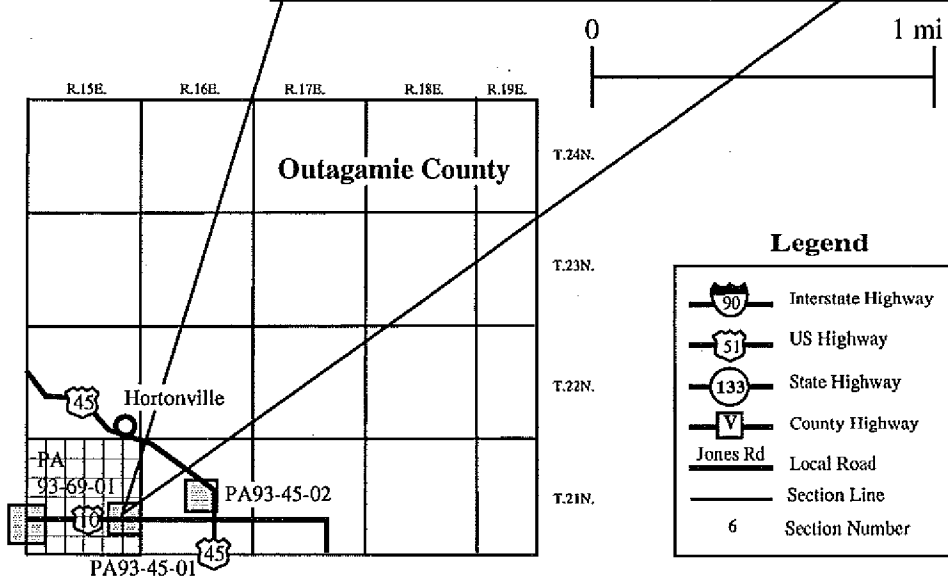 0 1 mi
R.15E. R.16E. R.17E. R.18E. R.19E.
Outagamie County
T.24N.
T.23N.
T.22N.
T.21N.
45
Hortonville
PA
93-69-01
10
PA93-45-02
45
PA93-45-01
Legend
90 Interstate Highway
51 US Highway
133 State Highway
V County Highway
Jones Rd Local Road
Section Line
6 Section Number